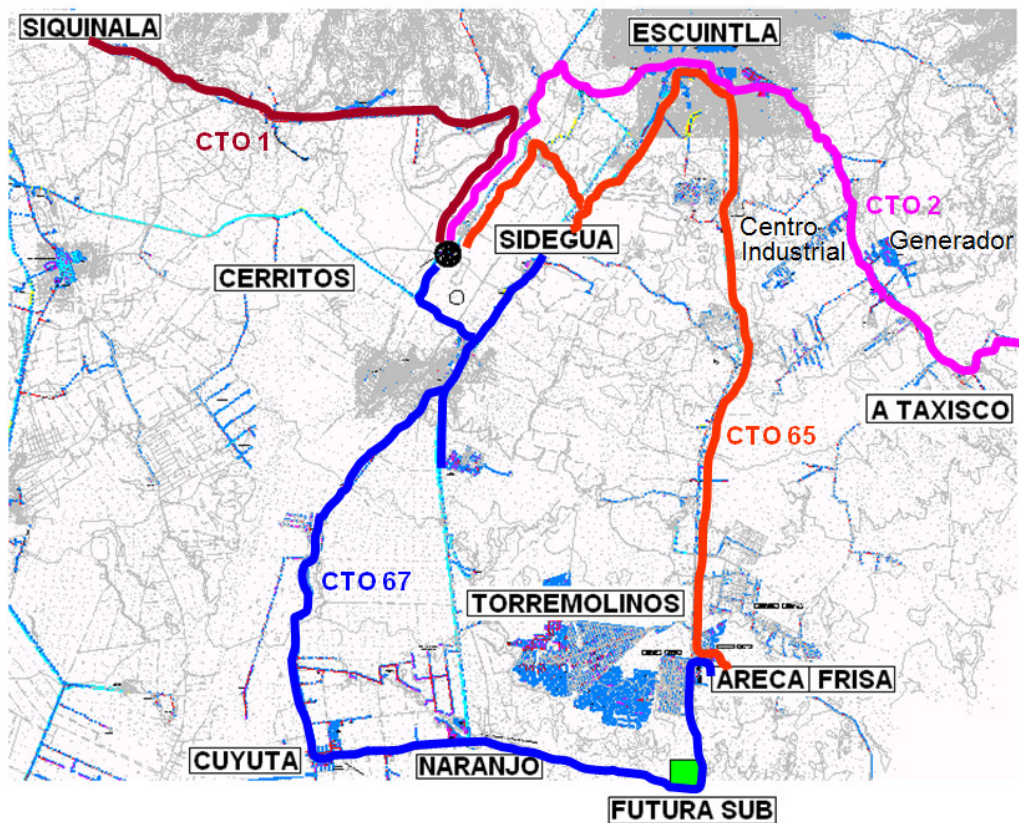 SIQUINALA
ESCUINTLA
CTO 1
CTO 2
Centro
Industrial
Generador
SIDEGUA
CERRITOS
A TAXISCO
CTO 65
CTO 67
TORREMOLINOS
ARECA FRISA
CUYUTA
NARANJO
FUTURA SUB